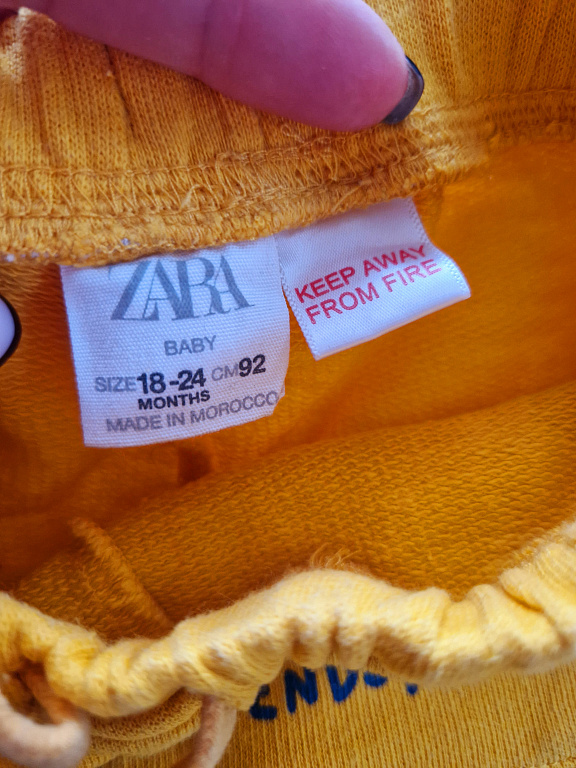 ZARA
BABY
SIZE 18-24 CM 92
MONTHS
MADE IN MOROCCO
KEEP AWAY
FROM FIRE